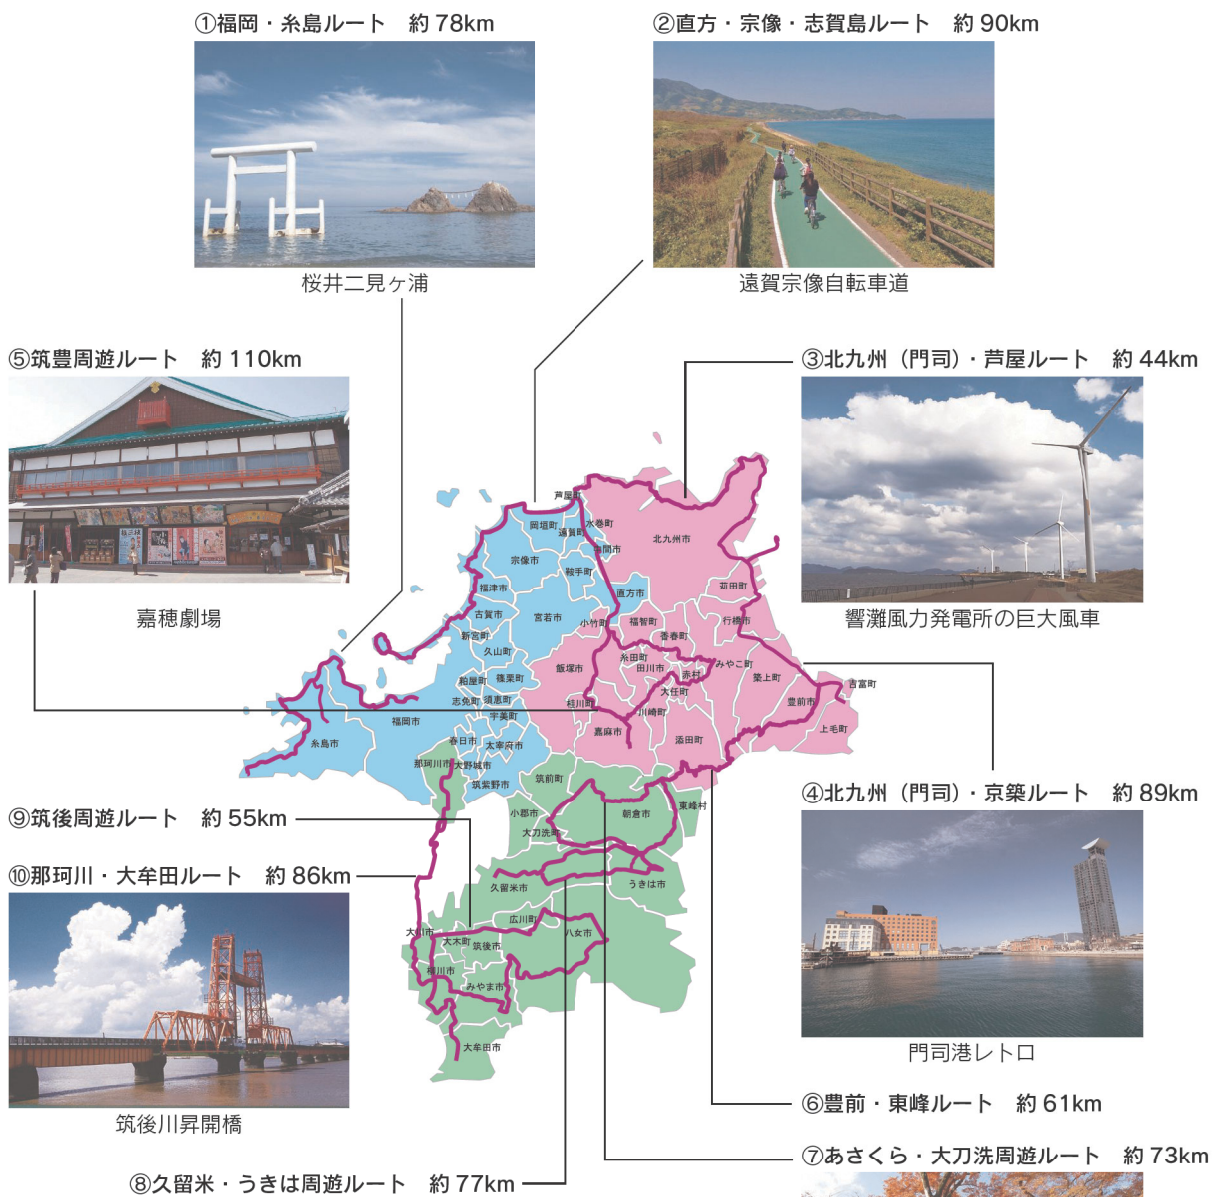 ①福岡・糸島ルート　約 78km
②直方・宗像・志賀島ルート　約 90km
桜井二見ヶ浦
遠賀宗像自転車道
⑤筑豊周遊ルート　約 110km
③北九州（門司）・芦屋ルート　約 44km
嘉穂劇場
響灘風力発電所の巨大風車
芦屋町
岡垣町
水巻町
遠賀町
北九州市
中間市
宗像市
鞍手町
苅田町
福津市
直方市
古賀市
宮若市
小竹町
福智町
行橋市
新宮町
香春町
久山町
糸田町
みやこ町
飯塚市
田川市
赤村
築上町
粕屋町
篠栗町
吉富町
志免町
須恵町
桂川町
大任町
豊前市
福岡市
宇美町
川崎町
嘉麻市
上毛町
糸島市
春日市
太宰府市
添田町
那珂川市
大野城市
筑紫野市
筑前町
小郡市
朝倉市
東峰村
大刀洗町
久留米市
うきは市
広川町
大川市
大木町
筑後市
八女市
柳川市
みやま市
大牟田市
④北九州（門司）・京築ルート　約 89km
門司港レトロ
⑨筑後周遊ルート　約 55km
⑩那珂川・大牟田ルート　約 86km
筑後川昇開橋
⑥豊前・東峰ルート　約 61km
⑦あさくら・大刀洗周遊ルート　約 73km
⑧久留米・うきは周遊ルート　約 77km